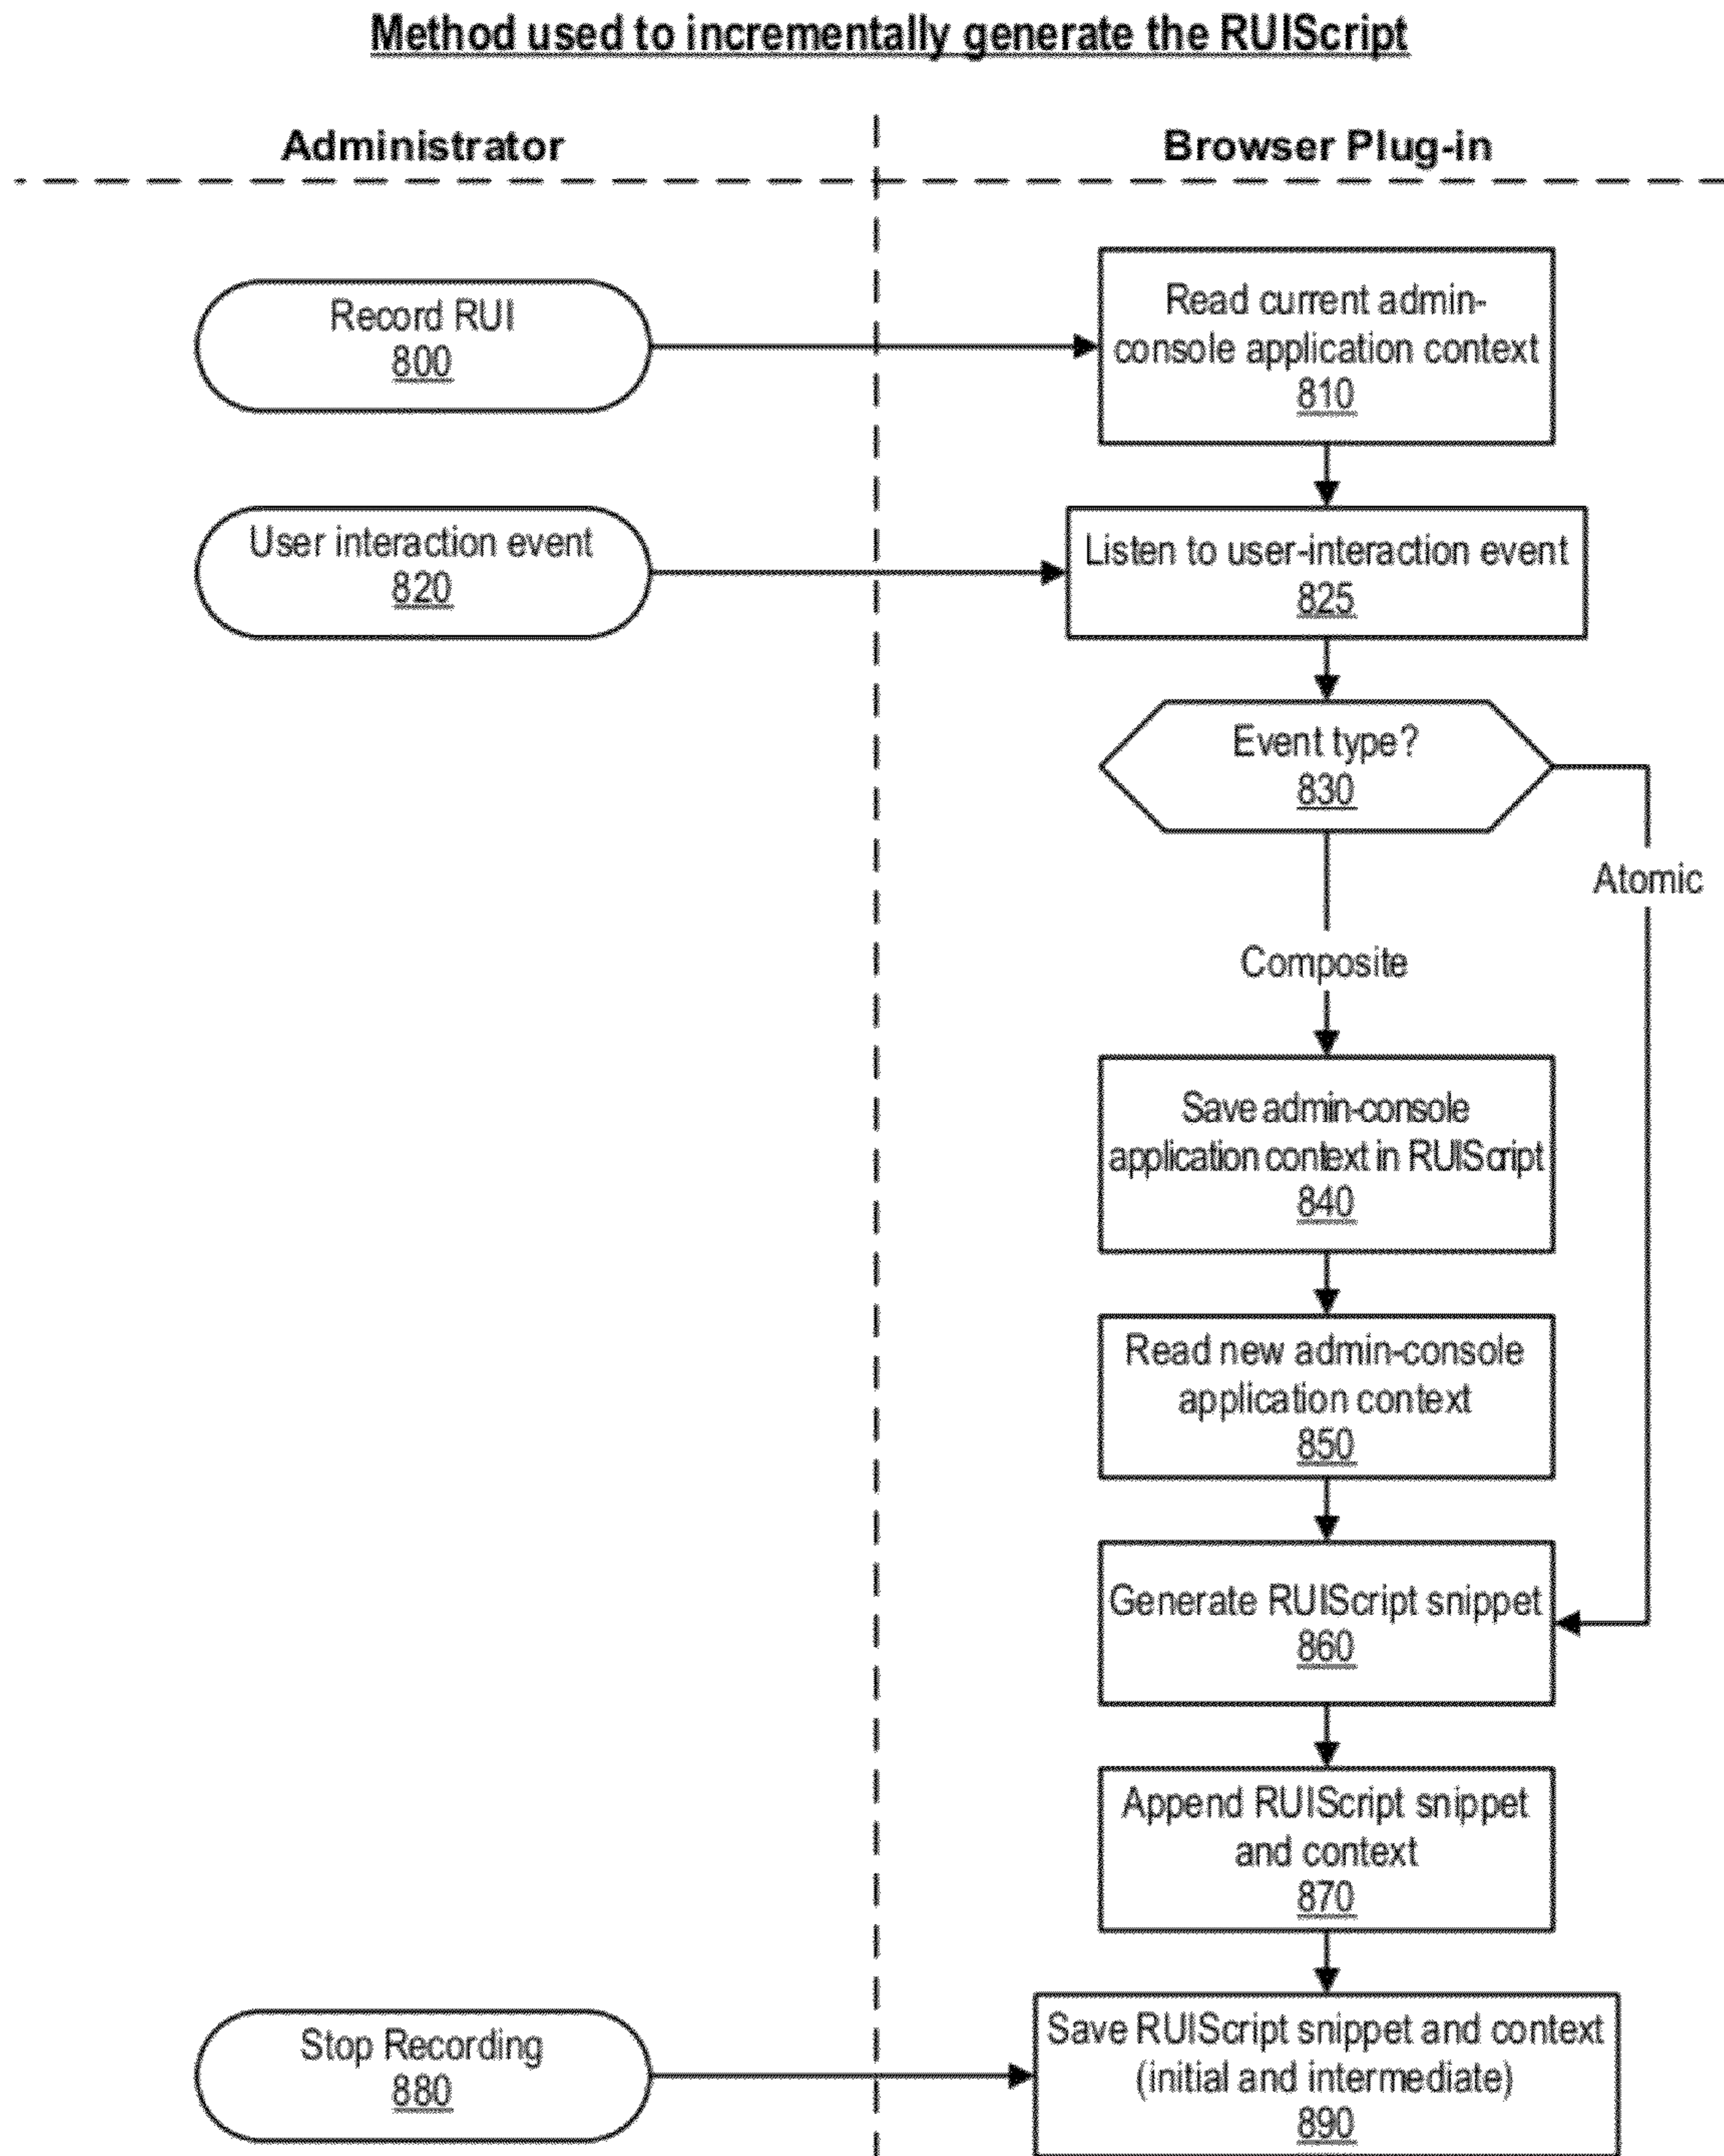 Method used to incrementally generate the RUIScript
Administrator
Browser Plug-in
Record RUI
800
Read current admin-
console application context
810
User interaction event
820
Listen to user-interaction event
825
Event type?
830
Atomic
Composite
Save admin-console
application context in RUIScript
840
Read new admin-console
application context
850
Generate RUIScript snippet
860
Append RUIScript snippet
and context
870
Stop Recording
880
Save RUIScript snippet and context
(initial and intermediate)
890